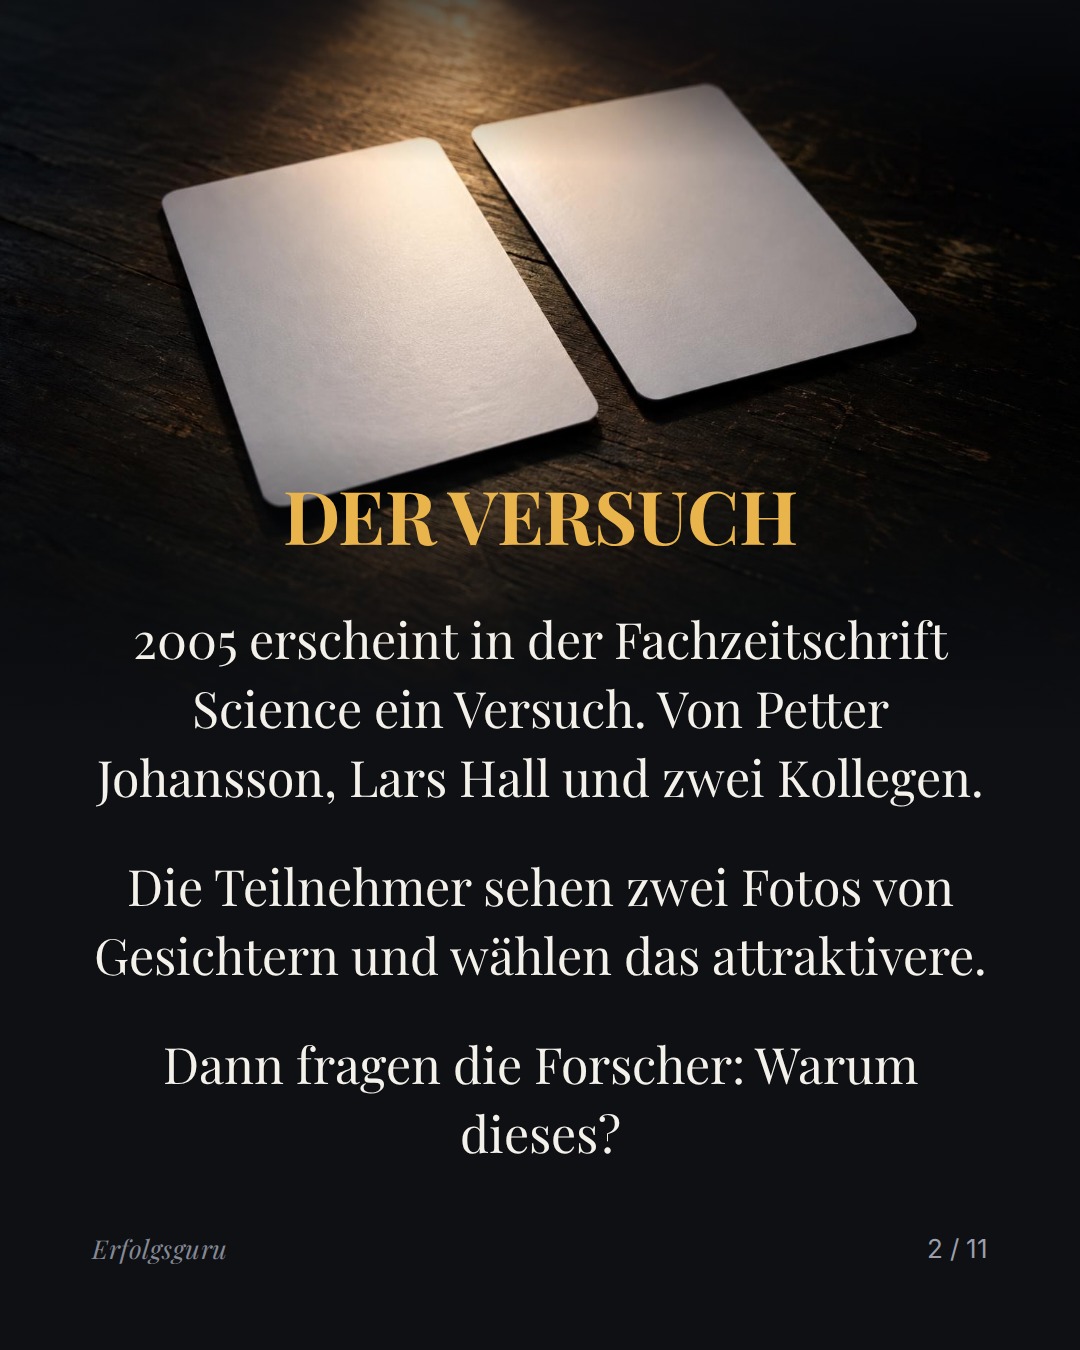 DER VERSUCH
2005 erscheint in der Fachzeitschrift
Science ein Versuch. Von Petter
Johansson, Lars Hall und zwei Kollegen.
Die Teilnehmer sehen zwei Fotos von
Gesichtern und wählen das attraktivere.
Dann fragen die Forscher: Warum
dieses?
Erfolgsguru
2 / 11